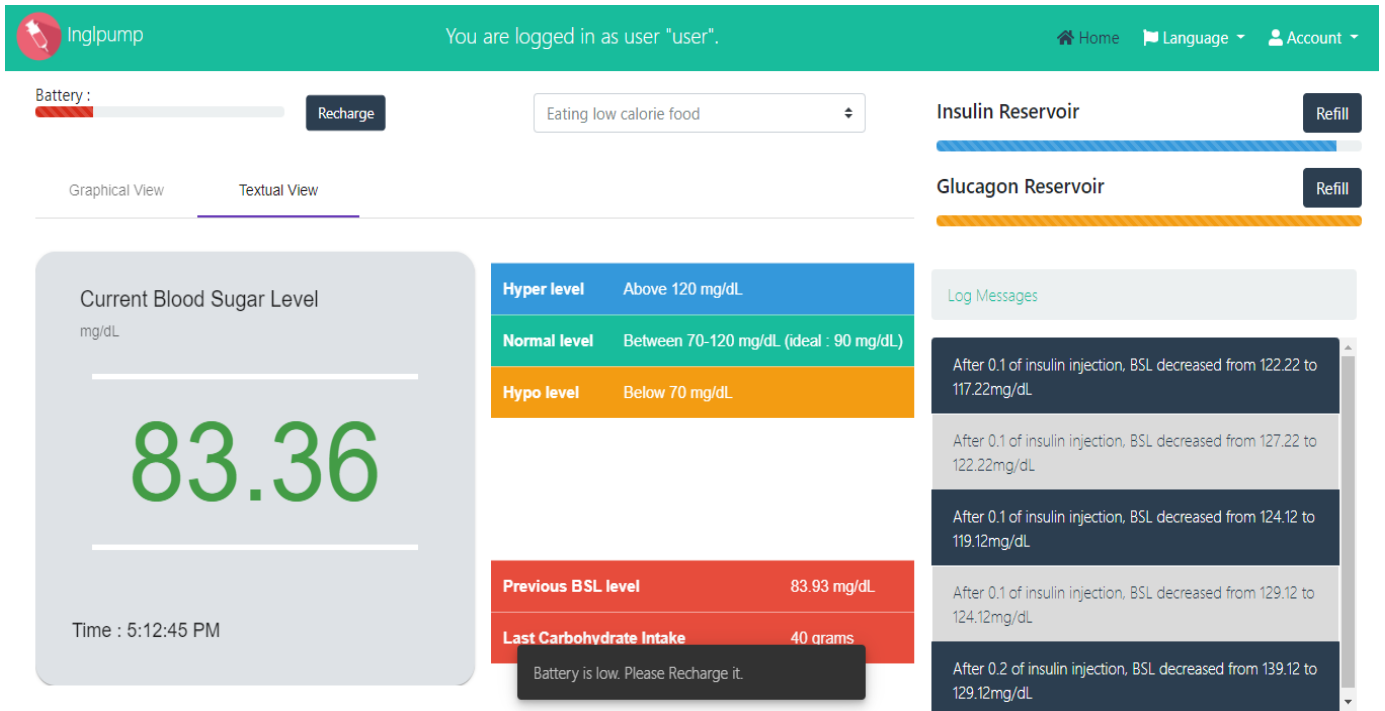 Inglpump
You are logged in as user "user".
Home
Language
Account
Battery :
Recharge
Eating low calorie food
Insulin Reservoir
Refill
Glucagon Reservoir
Refill
Graphical View
Textual View
Current Blood Sugar Level
mg/dL
83.36
Time : 5:12:45 PM
Hyper level Above 120 mg/dL
Normal level Between 70-120 mg/dL (ideal : 90 mg/dL)
Hypo level Below 70 mg/dL
Previous BSL level 83.93 mg/dL
Last Carbohydrate Intake 40 grams
Battery is low. Please Recharge it.
Log Messages
After 0.1 of insulin injection, BSL decreased from 122.22 to
117.22mg/dL
After 0.1 of insulin injection, BSL decreased from 127.22 to
122.22mg/dL
After 0.1 of insulin injection, BSL decreased from 124.12 to
119.12mg/dL
After 0.1 of insulin injection, BSL decreased from 129.12 to
124.12mg/dL
After 0.2 of insulin injection, BSL decreased from 139.12 to
129.12mg/dL